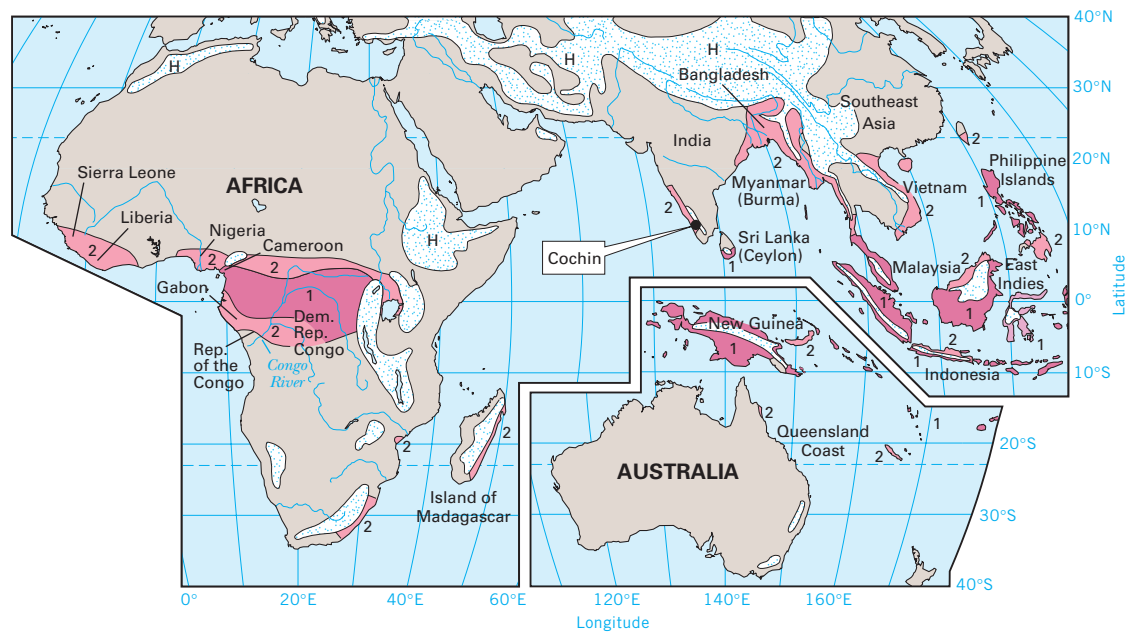 40°N
H
H
H
Bangladesh
30°N
Southeast
Asia
India
2
20°N
Sierra Leone
AFRICA
2
Philippine
Islands
Myanmar
(Burma)
Vietnam
2
1
2
Liberia
Nigeria
10°N
2
2
Cameroon
H
Sri Lanka
(Ceylon)
2
2
Cochin
1
Malaysia
2
East
Indies
Gabon
1
1
1
0°
Latitude
Dem.
Rep.
Congo
2
New Guinea
1
2
2
1
Rep.
of the
Congo
Congo
River
1
Indonesia
10°S
2
2
2
Queensland
Coast
1
2
20°S
AUSTRALIA
Island of
Madagascar
2
30°S
40°S
0°
20°E
40°E
60°E
120°E
140°E
160°E
Longitude